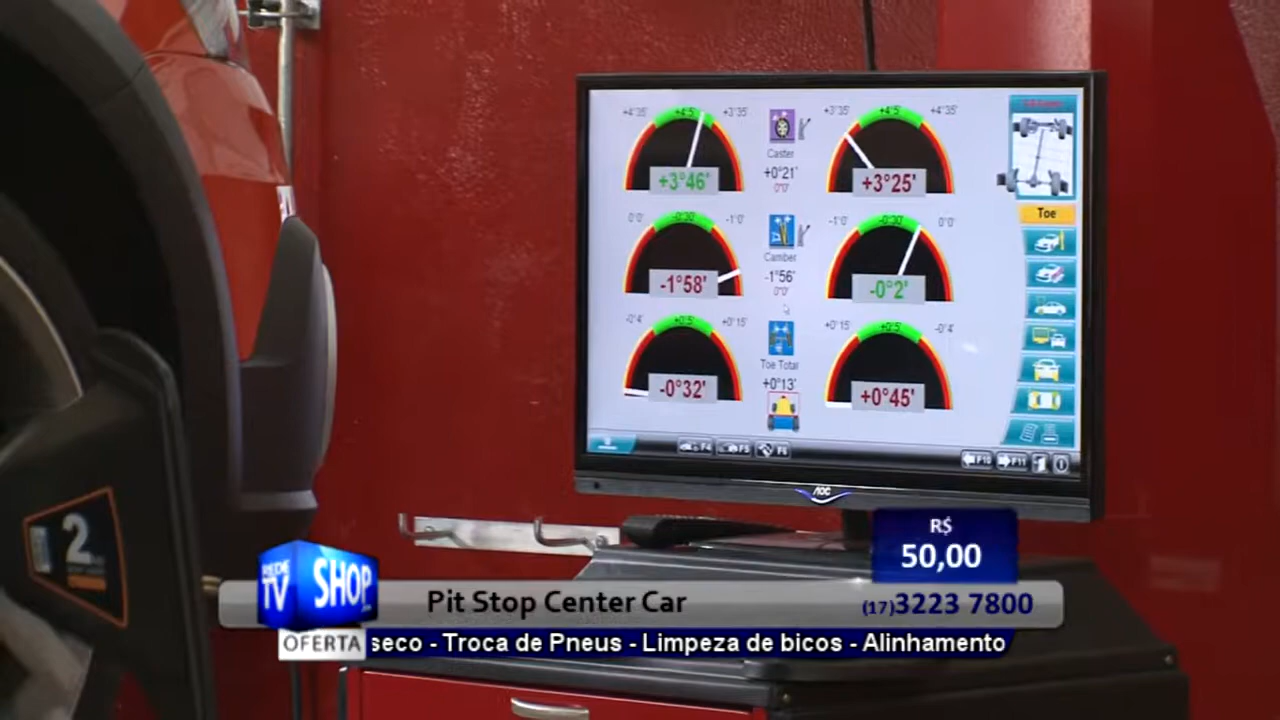 +4°35' +4°5' +3°35' +3°35' +4°5' +4°35'
Caster
+3°46' +0°21' +3°25'
0°0'
Toe
0°0' -0°30' -1°0' -1°0' -0°30' 0°0'
Camber
-1°58' -1°56' -0°2'
0°0'
-0°4' +0°5' +0°15' +0°15' +0°5' -0°4'
Toe Total
-0°32' +0°13' +0°45'
F4 F5 F6 F10 F11
AOC
2
R$
50,00
REDE TV SHOP
Pit Stop Center Car (17)3223 7800
OFERTA seco - Troca de Pneus - Limpeza de bicos - Alinhamento